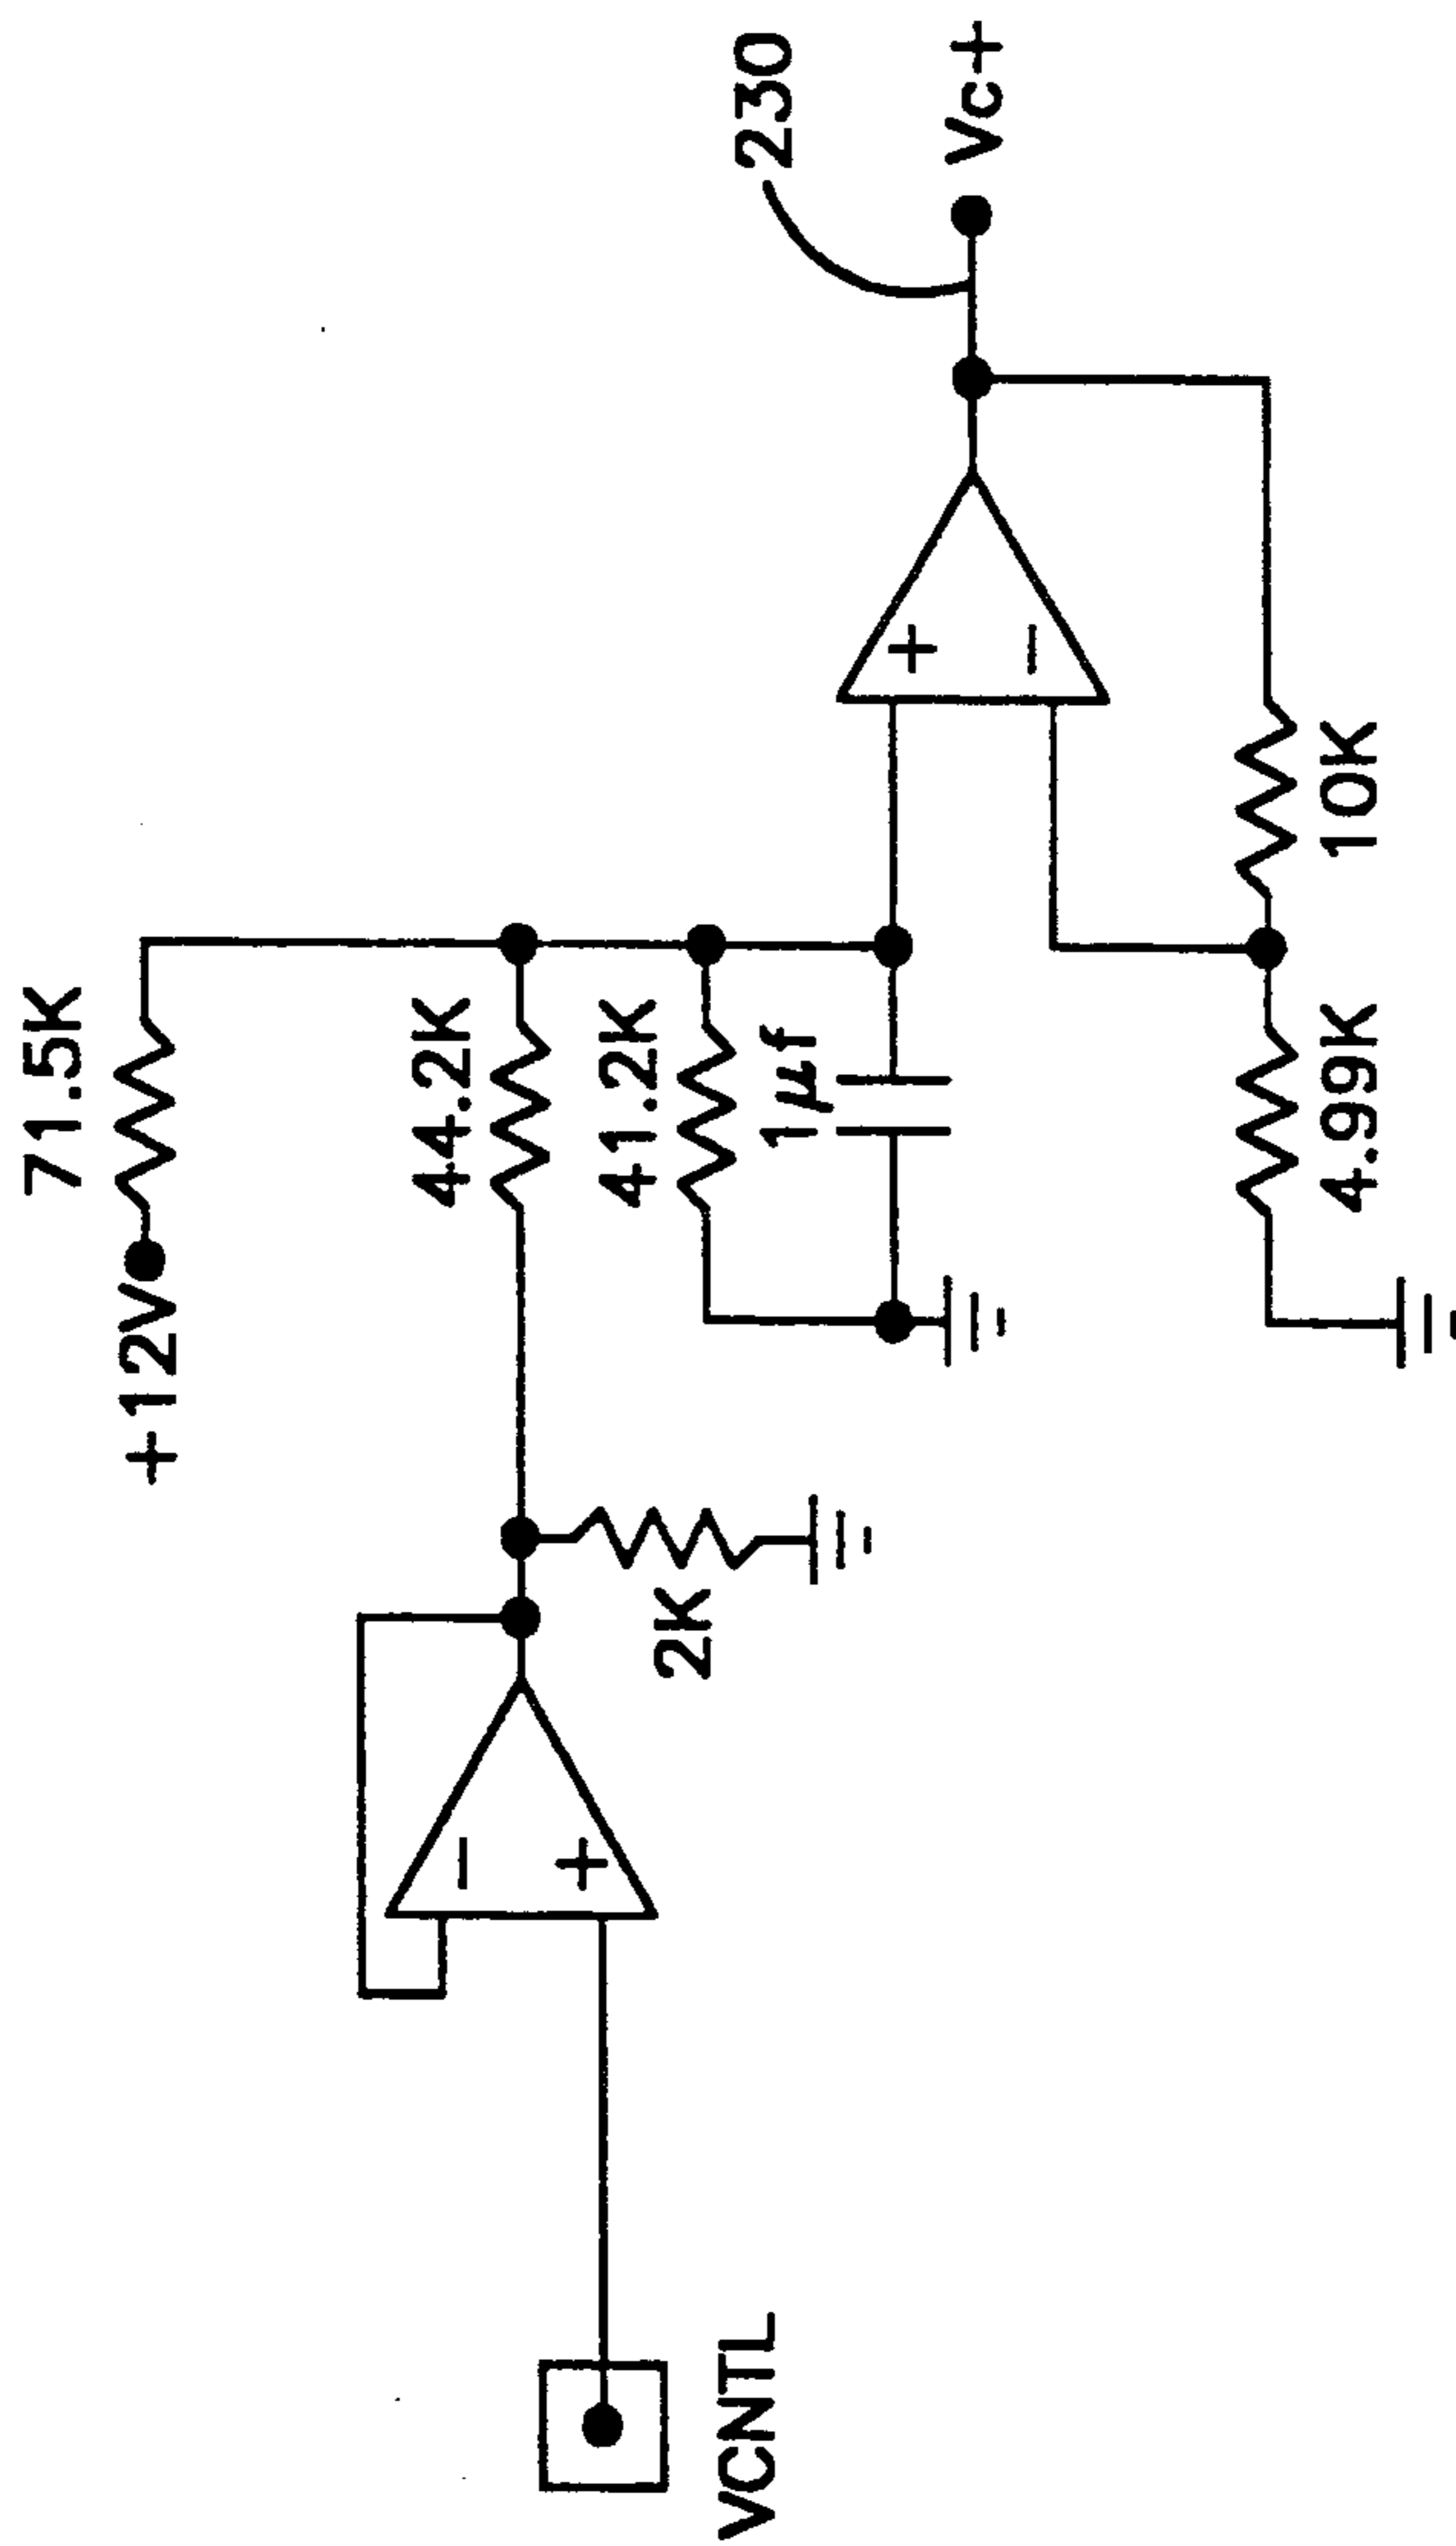 71.5K
+12V
44.2K
41.2K
1µf
2K
VCNTL
230
Vc+
+
−
−
+
10K
4.99K